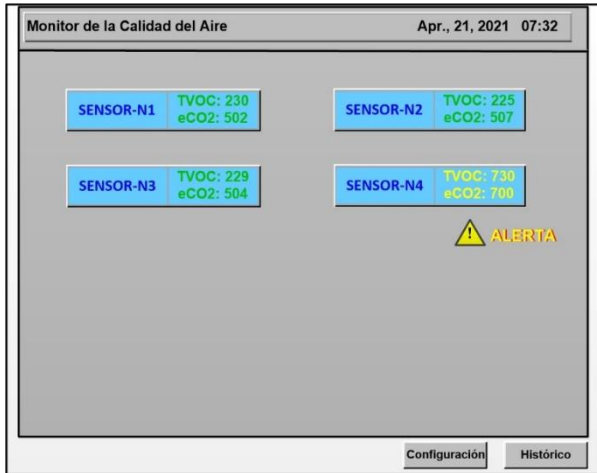 Monitor de la Calidad del Aire Apr., 21, 2021 07:32
SENSOR-N1
TVOC: 230
eCO2: 502
SENSOR-N2
TVOC: 225
eCO2: 507
SENSOR-N3
TVOC: 229
eCO2: 504
SENSOR-N4
TVOC: 730
eCO2: 700
! ALERTA
Configuración Histórico